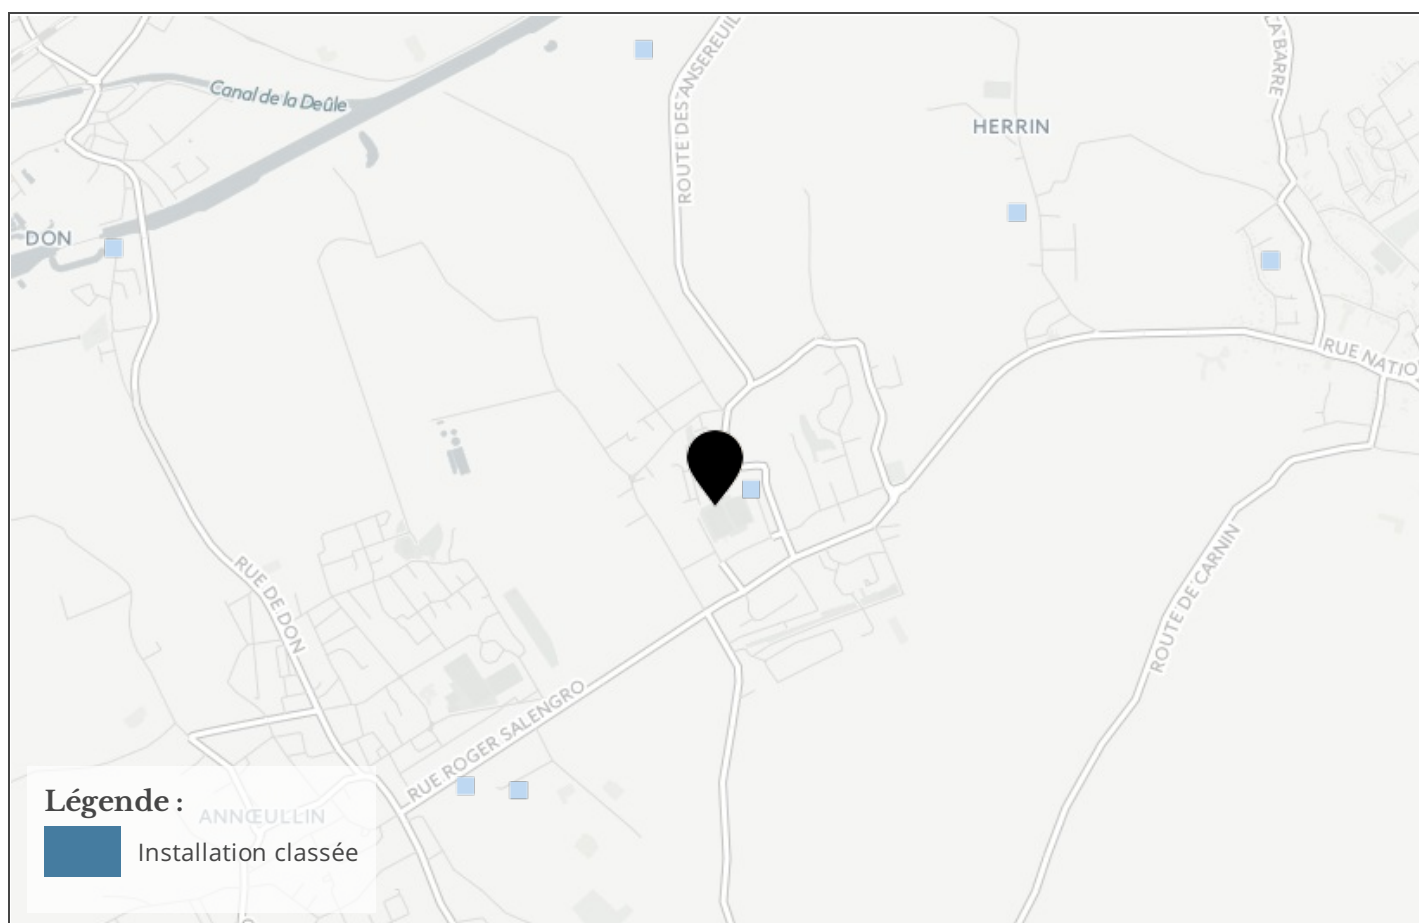 LA BARRE
Canal de la Deûle
ROUTE DES ANSEREUIL
HERRIN
DON
RUE NATIO
RUE DE DON
ROUTE DE CARNIN
RUE ROGER SALENGRO
Légende :
ANNŒULLIN
Installation classée